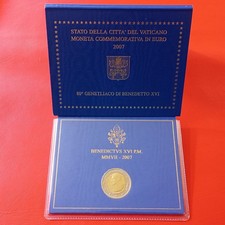 STATO DELLA CITTA' DEL VATICANO
MONETA COMMEMORATIVA IN EURO
2007
80° GENETLIACO DI BENEDETTO XVI
BENEDICTVS XVI P.M.
MMVII - 2007